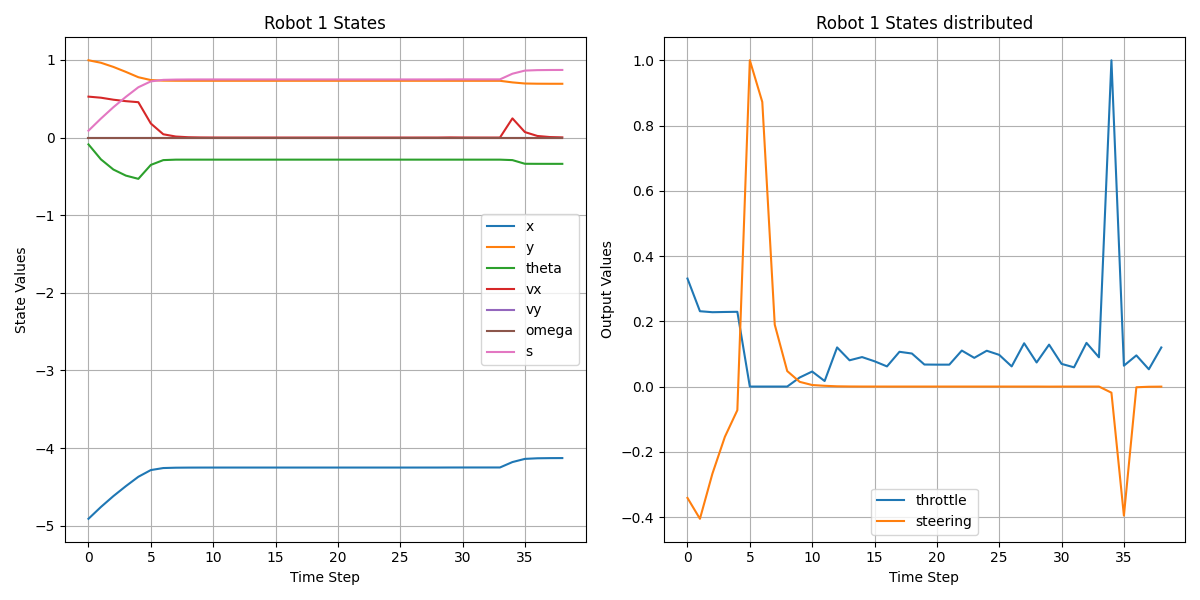 Robot 1 States
1
0
−1
−2
−3
−4
−5
State Values
0
5
10
15
20
25
30
35
Time Step
x
y
theta
vx
vy
omega
s
Robot 1 States distributed
1.0
0.8
0.6
0.4
0.2
0.0
−0.2
−0.4
Output Values
0
5
10
15
20
25
30
35
Time Step
throttle
steering